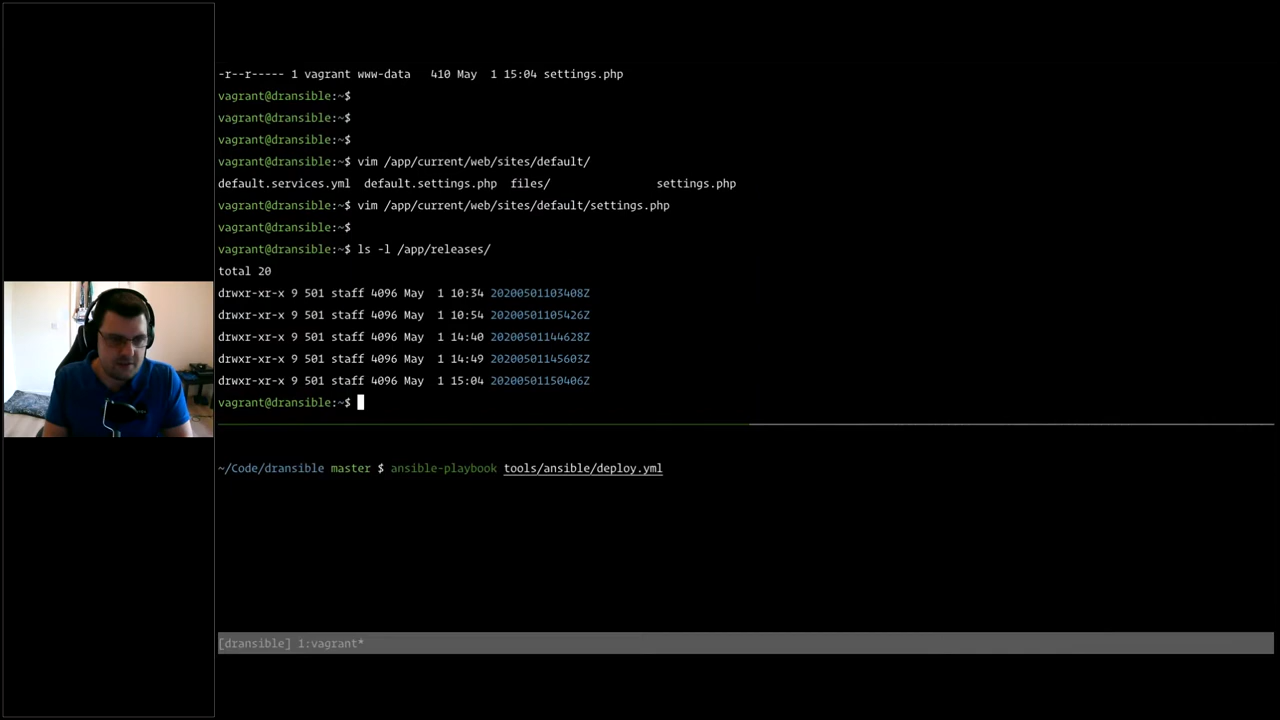 -r--r----- 1 vagrant www-data   410 May  1 15:04 settings.php
vagrant@dransible:~$
vagrant@dransible:~$
vagrant@dransible:~$
vagrant@dransible:~$ vim /app/current/web/sites/default/
default.services.yml  default.settings.php  files/                settings.php
vagrant@dransible:~$ vim /app/current/web/sites/default/settings.php
vagrant@dransible:~$
vagrant@dransible:~$ ls -l /app/releases/
total 20
drwxr-xr-x 9 501 staff 4096 May  1 10:34 20200501103408Z
drwxr-xr-x 9 501 staff 4096 May  1 10:54 20200501105426Z
drwxr-xr-x 9 501 staff 4096 May  1 14:40 20200501144628Z
drwxr-xr-x 9 501 staff 4096 May  1 14:49 20200501145603Z
drwxr-xr-x 9 501 staff 4096 May  1 15:04 20200501150406Z
vagrant@dransible:~$
~/Code/dransible master $ ansible-playbook tools/ansible/deploy.yml
[dransible] 1:vagrant*